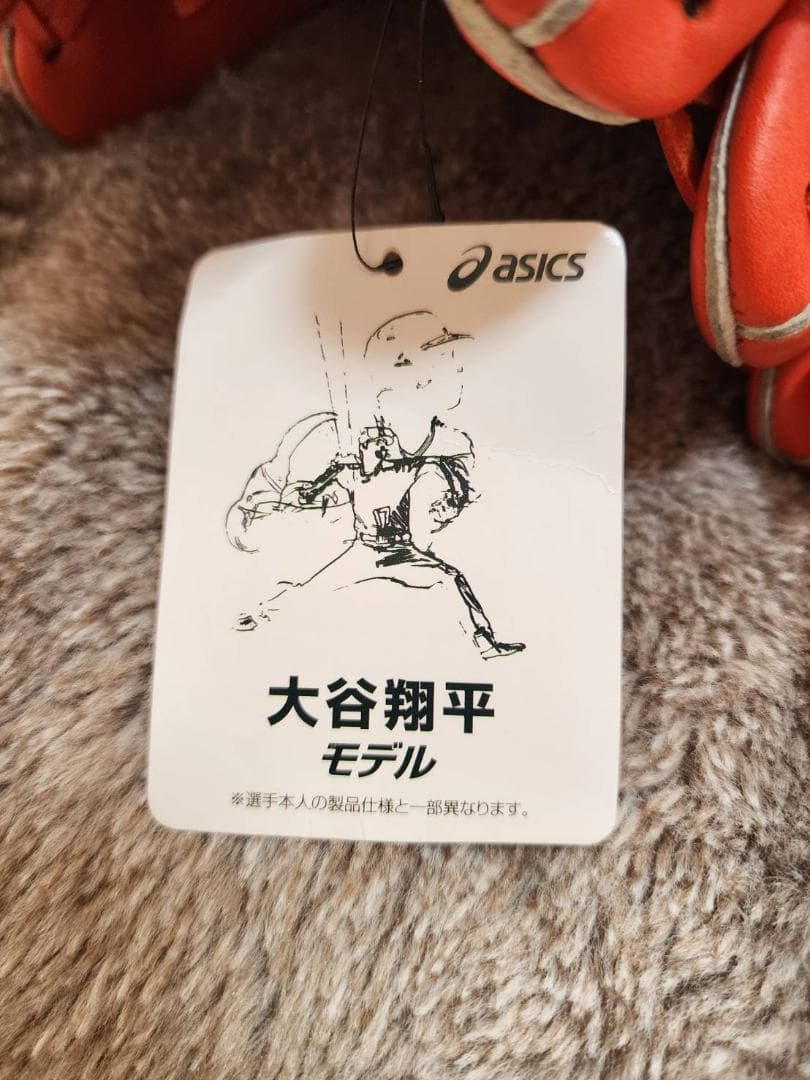 asics
17
大谷翔平
モデル
※選手本人の製品仕様と一部異なります。